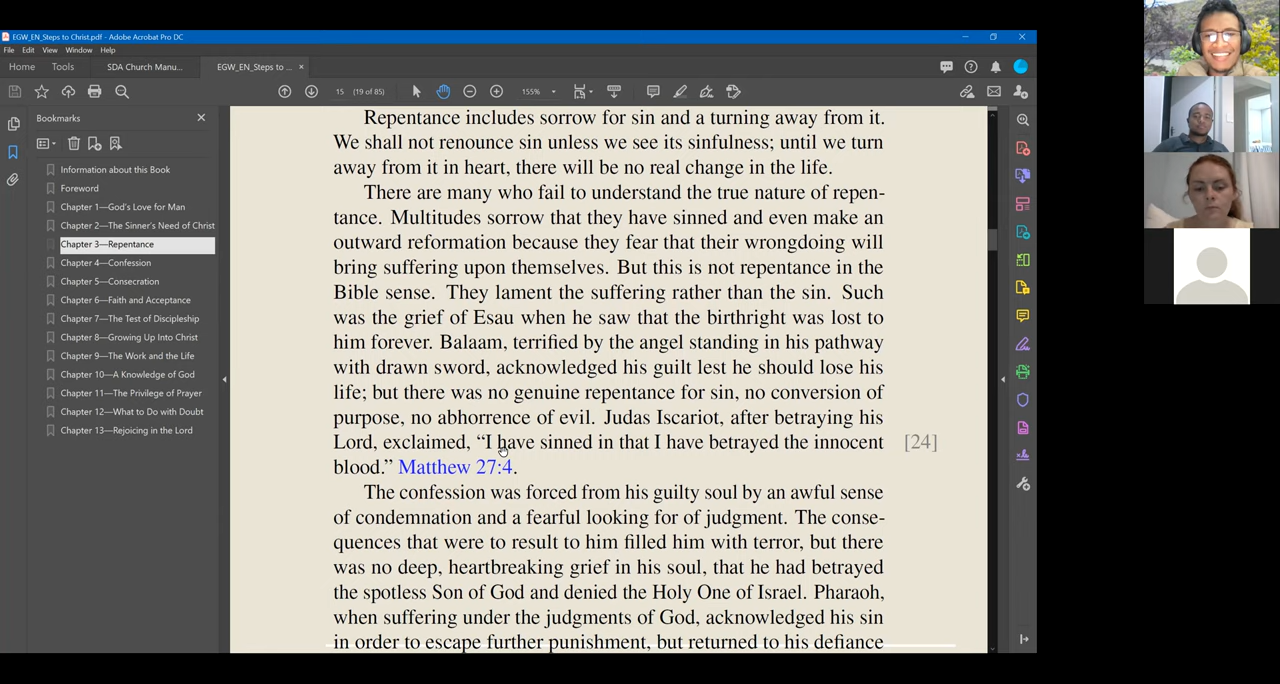 EGW_EN_Steps to Christ.pdf - Adobe Acrobat Pro DC
File Edit View Window Help
Home Tools SDA Church Manu... EGW_EN_Steps to ... ×
15 (19 of 85) 155%
Bookmarks
Information about this Book
Foreword
Chapter 1—God's Love for Man
Chapter 2—The Sinner's Need of Christ
Chapter 3—Repentance
Chapter 4—Confession
Chapter 5—Consecration
Chapter 6—Faith and Acceptance
Chapter 7—The Test of Discipleship
Chapter 8—Growing Up Into Christ
Chapter 9—The Work and the Life
Chapter 10—A Knowledge of God
Chapter 11—The Privilege of Prayer
Chapter 12—What to Do with Doubt
Chapter 13—Rejoicing in the Lord
Repentance includes sorrow for sin and a turning away from it.
We shall not renounce sin unless we see its sinfulness; until we turn
away from it in heart, there will be no real change in the life.
There are many who fail to understand the true nature of repen-
tance. Multitudes sorrow that they have sinned and even make an
outward reformation because they fear that their wrongdoing will
bring suffering upon themselves. But this is not repentance in the
Bible sense. They lament the suffering rather than the sin. Such
was the grief of Esau when he saw that the birthright was lost to
him forever. Balaam, terrified by the angel standing in his pathway
with drawn sword, acknowledged his guilt lest he should lose his
life; but there was no genuine repentance for sin, no conversion of
purpose, no abhorrence of evil. Judas Iscariot, after betraying his
Lord, exclaimed, “I have sinned in that I have betrayed the innocent [24]
blood.” Matthew 27:4.
The confession was forced from his guilty soul by an awful sense
of condemnation and a fearful looking for of judgment. The conse-
quences that were to result to him filled him with terror, but there
was no deep, heartbreaking grief in his soul, that he had betrayed
the spotless Son of God and denied the Holy One of Israel. Pharaoh,
when suffering under the judgments of God, acknowledged his sin
in order to escape further punishment, but returned to his defiance